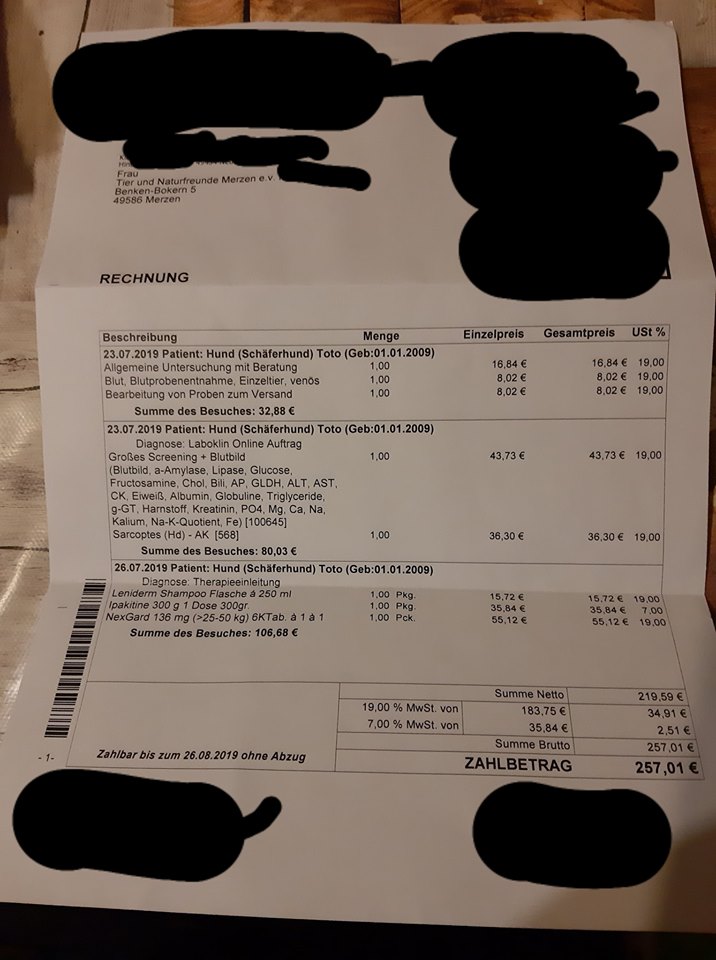 Frau
Tier und Naturfreunde Merzen e.v.
Benken-Bokern 5
49586 Merzen
RECHNUNG
Beschreibung Menge Einzelpreis Gesamtpreis USt %
23.07.2019 Patient: Hund (Schäferhund) Toto (Geb:01.01.2009)
Allgemeine Untersuchung mit Beratung 1,00 16,84 € 16,84 € 19,00
Blut, Blutprobenentnahme, Einzeltier, venös 1,00 8,02 € 8,02 € 19,00
Bearbeitung von Proben zum Versand 1,00 8,02 € 8,02 € 19,00
Summe des Besuches: 32,88 €
23.07.2019 Patient: Hund (Schäferhund) Toto (Geb:01.01.2009)
Diagnose: Laboklin Online Auftrag
Großes Screening + Blutbild 1,00 43,73 € 43,73 € 19,00
(Blutbild, a-Amylase, Lipase, Glucose,
Fructosamine, Chol, Bili, AP, GLDH, ALT, AST,
CK, Eiweiß, Albumin, Globuline, Triglyceride,
g-GT, Harnstoff, Kreatinin, PO4, Mg, Ca, Na,
Kalium, Na-K-Quotient, Fe) [100645]
Sarcoptes (Hd) - AK [568] 1,00 36,30 € 36,30 € 19,00
Summe des Besuches: 80,03 €
26.07.2019 Patient: Hund (Schäferhund) Toto (Geb:01.01.2009)
Diagnose: Therapieeinleitung
Leniderm Shampoo Flasche à 250 ml 1,00 Pkg. 15,72 € 15,72 € 19,00
Ipakitine 300 g 1 Dose 300gr. 1,00 Pkg. 35,84 € 35,84 € 7,00
NexGard 136 mg (>25-50 kg) 6KTab. à 1 à 1 1,00 Pck. 55,12 € 55,12 € 19,00
Summe des Besuches: 106,68 €
Summe Netto 219,59 €
19,00 % MwSt. von 183,75 € 34,91 €
7,00 % MwSt. von 35,84 € 2,51 €
Summe Brutto 257,01 €
-1- Zahlbar bis zum 26.08.2019 ohne Abzug ZAHLBETRAG 257,01 €